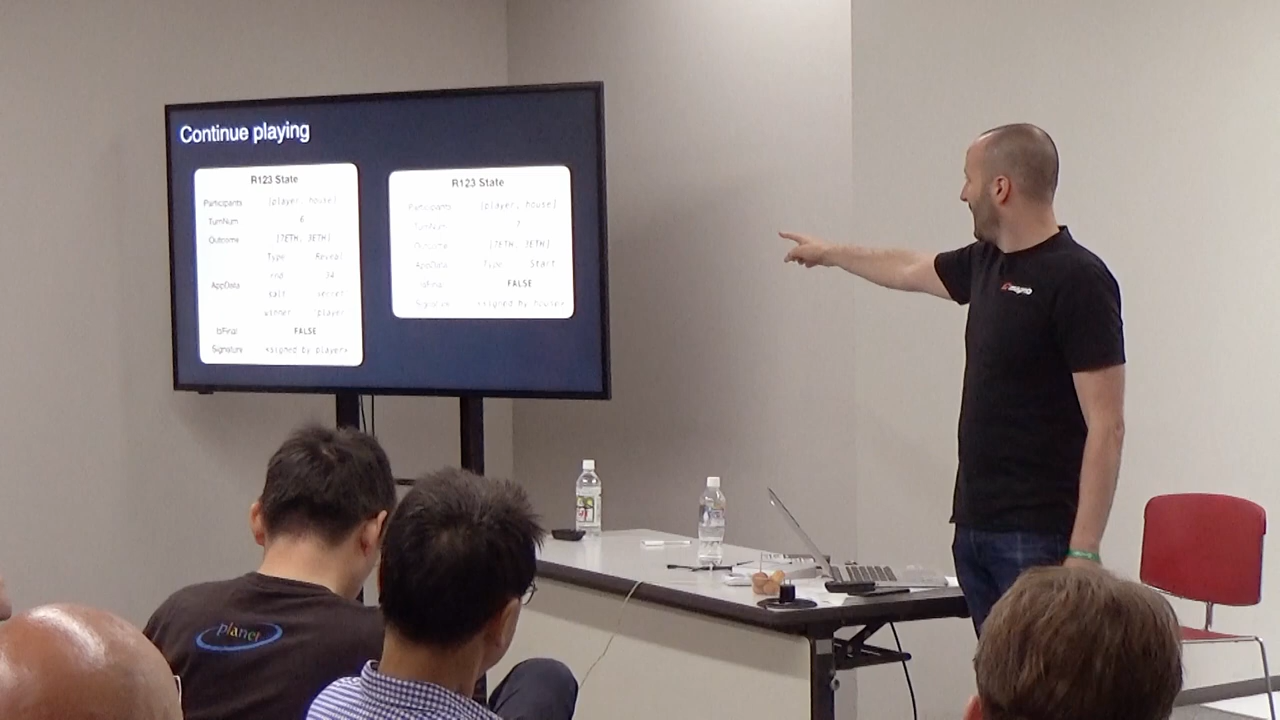 Continue playing
R123 State
Participants [player, house]
TurnNum 6
Outcome [7ETH, 3ETH]
Type Reveal
AppData
salt secret
winner player
isFinal FALSE
Signature <signed by player>
R123 State
Participants [player, house]
TurnNum 7
Outcome [7ETH, 3ETH]
AppData Type Start
isFinal FALSE
Signature <signed by house>
planet